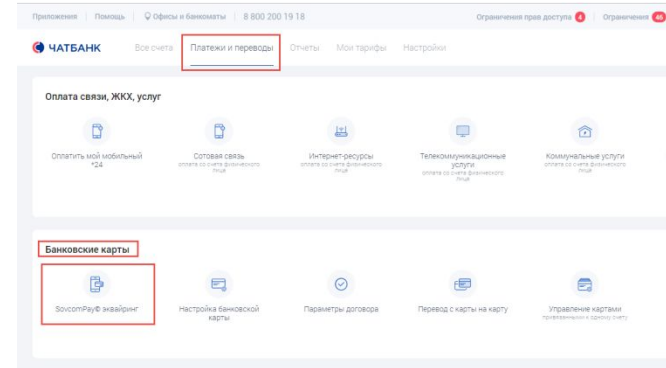 Приложения Помощь Офисы и банкоматы 8 800 200 19 18 Ограничения прав доступа 4 Ограничения 46
ЧАТБАНК Все счета Платежи и переводы Отчеты Мои тарифы Настройки
Оплата связи, ЖКХ, услуг
Оплатить мой мобильный
*24
Сотовая связь
оплата со счета физического
лица
Интернет-ресурсы
оплата со счета физического
лица
Телекоммуникационные
услуги
оплата со счета физического
лица
Коммунальные услуги
оплата со счета физического
лица
Банковские карты
SovcomPay© эквайринг
Настройка банковской
карты
Параметры договора
Перевод с карты на карту
Управление картами
привязанными к одному счету